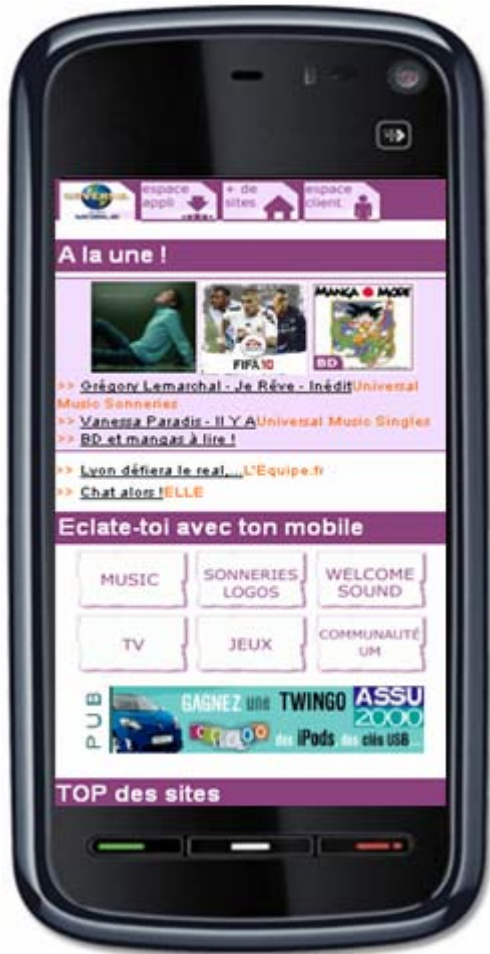 UNIVERSAL
MOBILE
espace
appli
+ de
sites
espace
client
A la une !
FIFA 10
MANGA MODE
BD
>> Grégory Lemarchal - Je Rêve - InéditUniversal
Music Sonneries
>> Vanessa Paradis - Il Y AUniversal Music Singles
>> BD et mangas à lire !
>> Lyon défiera le real,...L'Equipe.fr
>> Chat alors !ELLE
Eclate-toi avec ton mobile
MUSIC
SONNERIES
LOGOS
WELCOME
SOUND
TV
JEUX
COMMUNAUTÉ
UM
PUB
GAGNEZ une TWINGO
des iPods, des clés USB...
ASSU
2000
TOP des sites